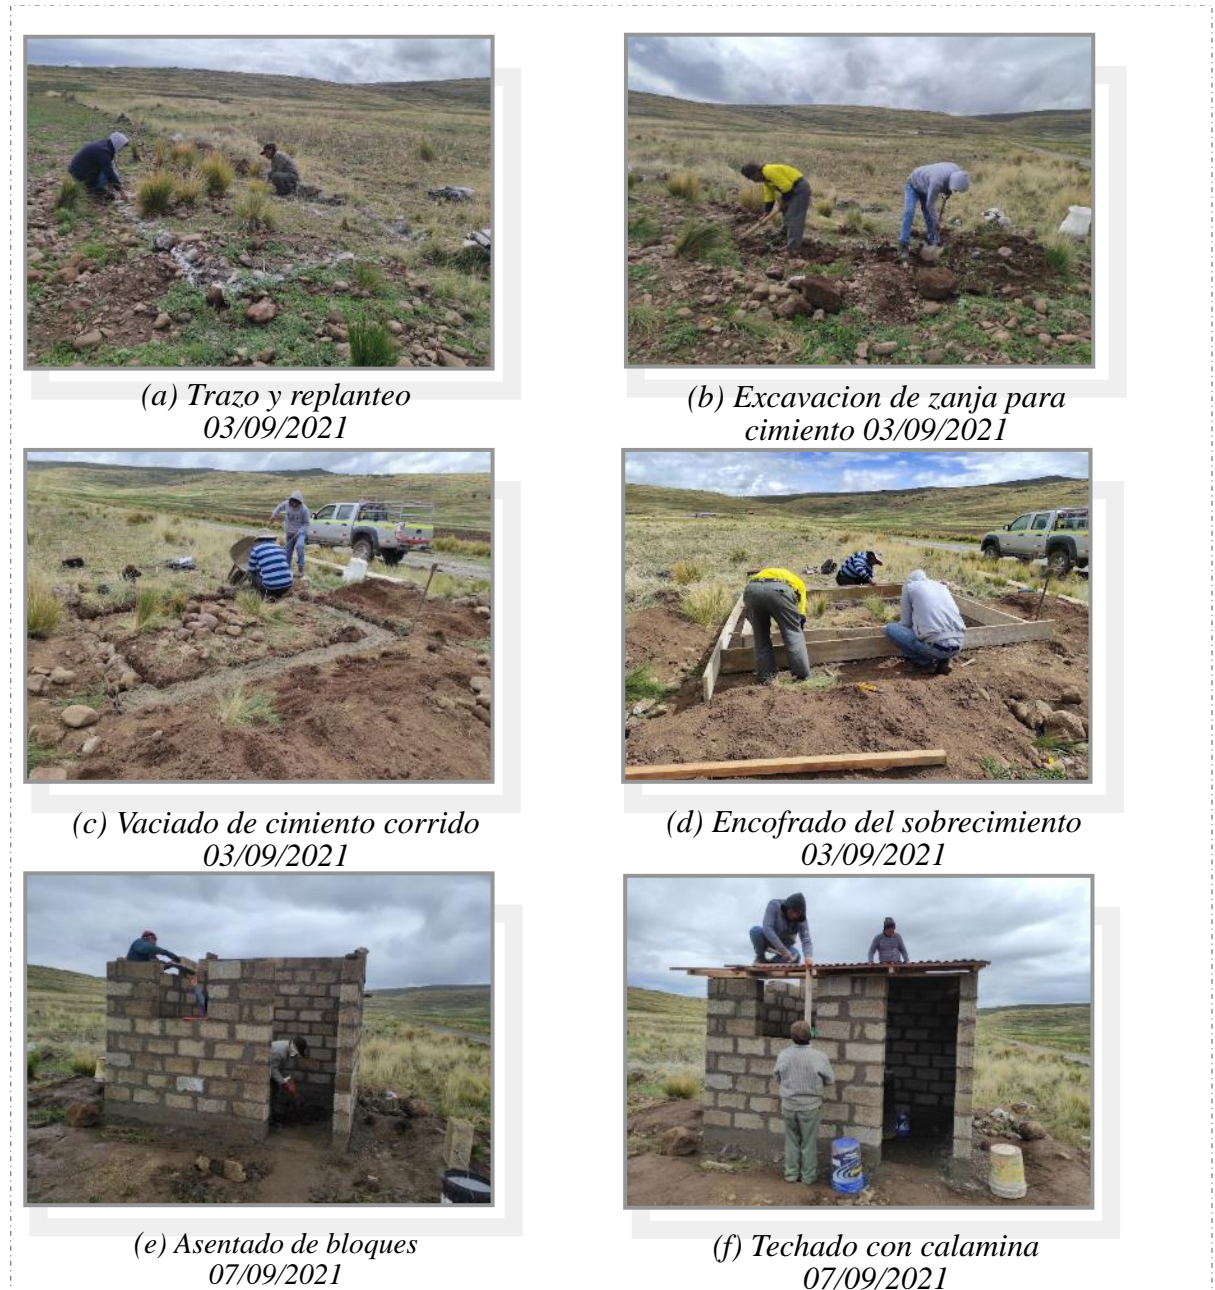 (a) Trazo y replanteo
03/09/2021
(b) Excavacion de zanja para
cimiento 03/09/2021
(c) Vaciado de cimiento corrido
03/09/2021
(d) Encofrado del sobrecimiento
03/09/2021
(e) Asentado de bloques
07/09/2021
(f) Techado con calamina
07/09/2021